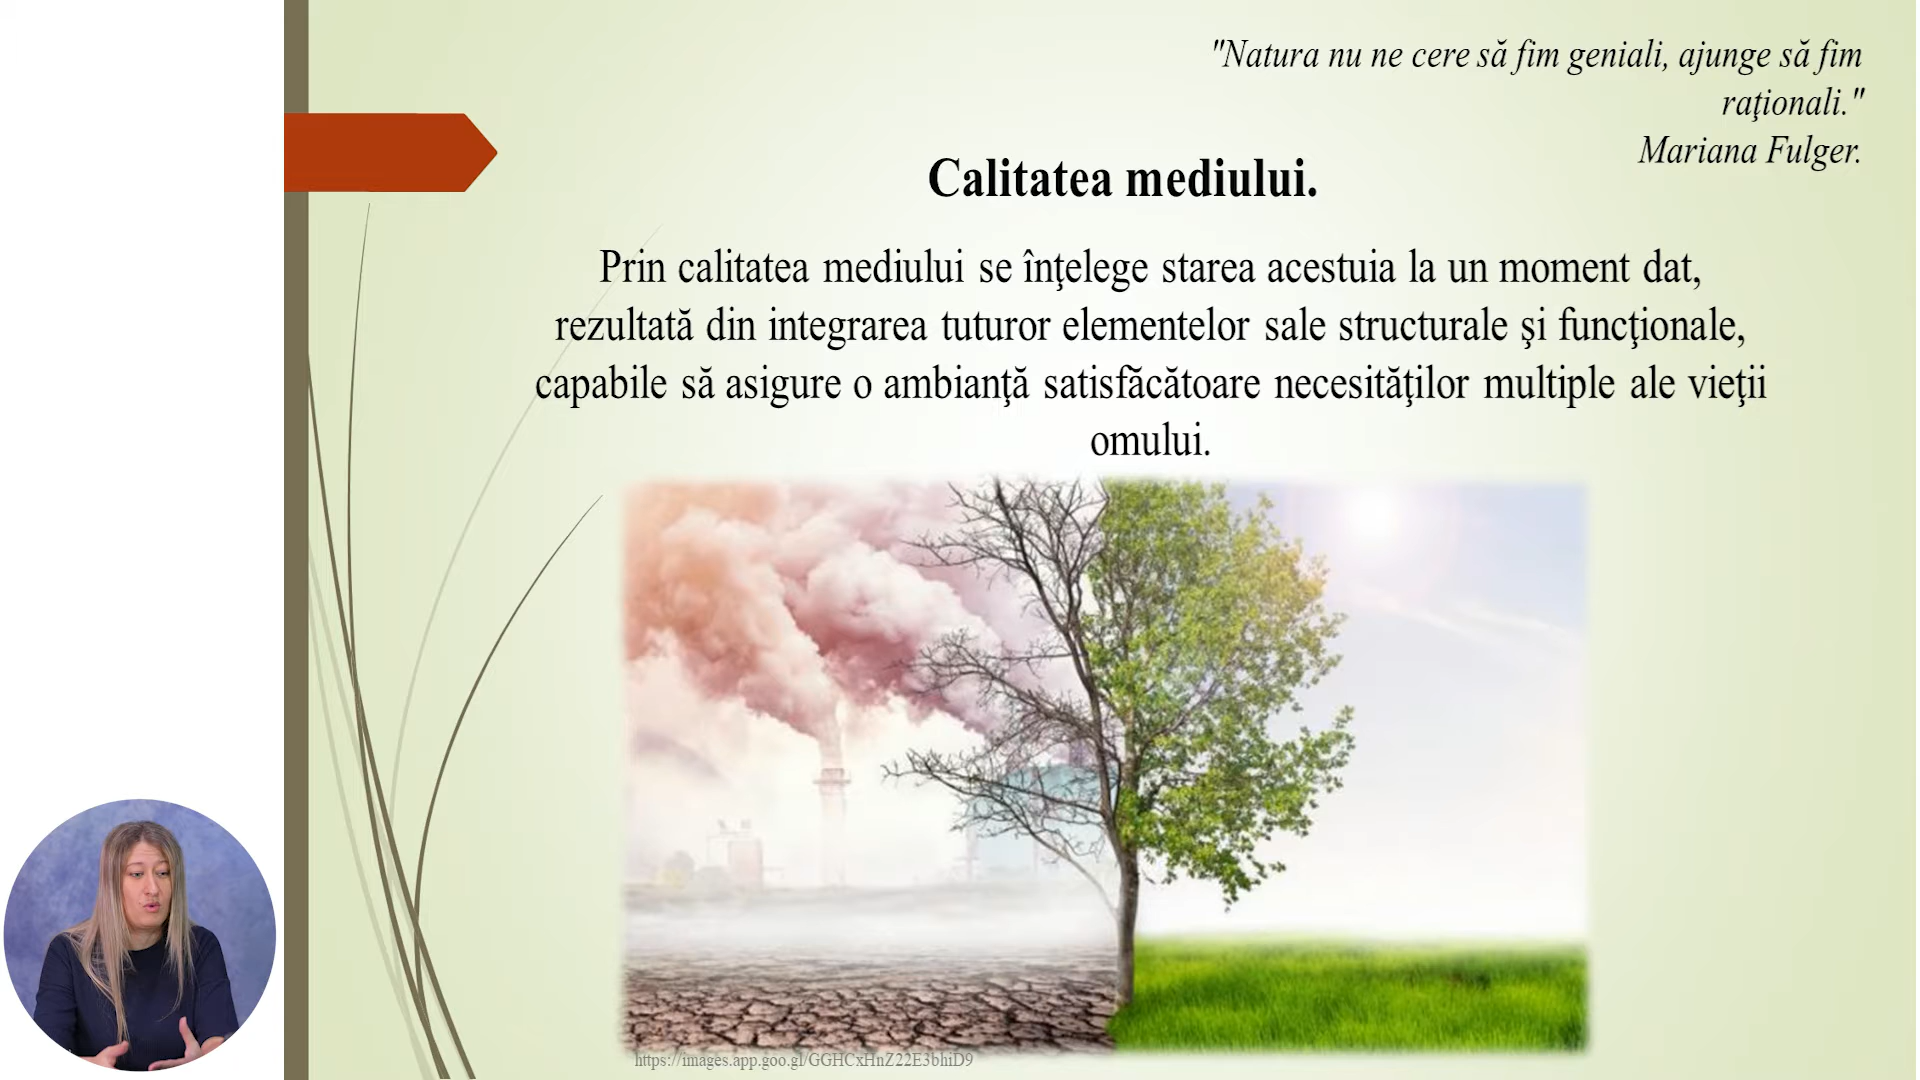 "Natura nu ne cere să fim geniali, ajunge să fim
raţionali."
Mariana Fulger.
Calitatea mediului.
Prin calitatea mediului se înţelege starea acestuia la un moment dat,
rezultată din integrarea tuturor elementelor sale structurale şi funcţionale,
capabile să asigure o ambianţă satisfăcătoare necesităţilor multiple ale vieţii
omului.
https://images.app.goo.gl/GGHCxHnZ22E3bhiD9